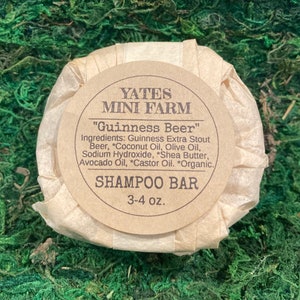 YATES
MINI FARM
"Guinness Beer"
Ingredients: Guinness Extra Stout
Beer, *Coconut Oil, Olive Oil,
Sodium Hydroxide, *Shea Butter,
Avocado Oil, *Castor Oil. *Organic.
SHAMPOO BAR
3-4 oz.